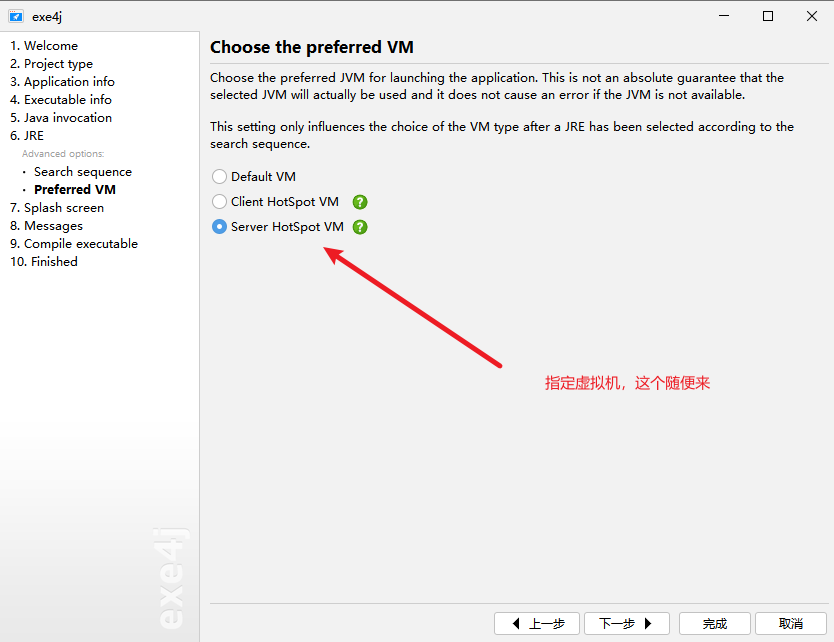 exe4j
1. Welcome
2. Project type
3. Application info
4. Executable info
5. Java invocation
6. JRE
Advanced options:
· Search sequence
· Preferred VM
7. Splash screen
8. Messages
9. Compile executable
10. Finished
exe4j
Choose the preferred VM
Choose the preferred JVM for launching the application. This is not an absolute guarantee that the
selected JVM will actually be used and it does not cause an error if the JVM is not available.
This setting only influences the choice of the VM type after a JRE has been selected according to the
search sequence.
Default VM
Client HotSpot VM ?
Server HotSpot VM ?
指定虚拟机，这个随便来
上一步 下一步 完成 取消